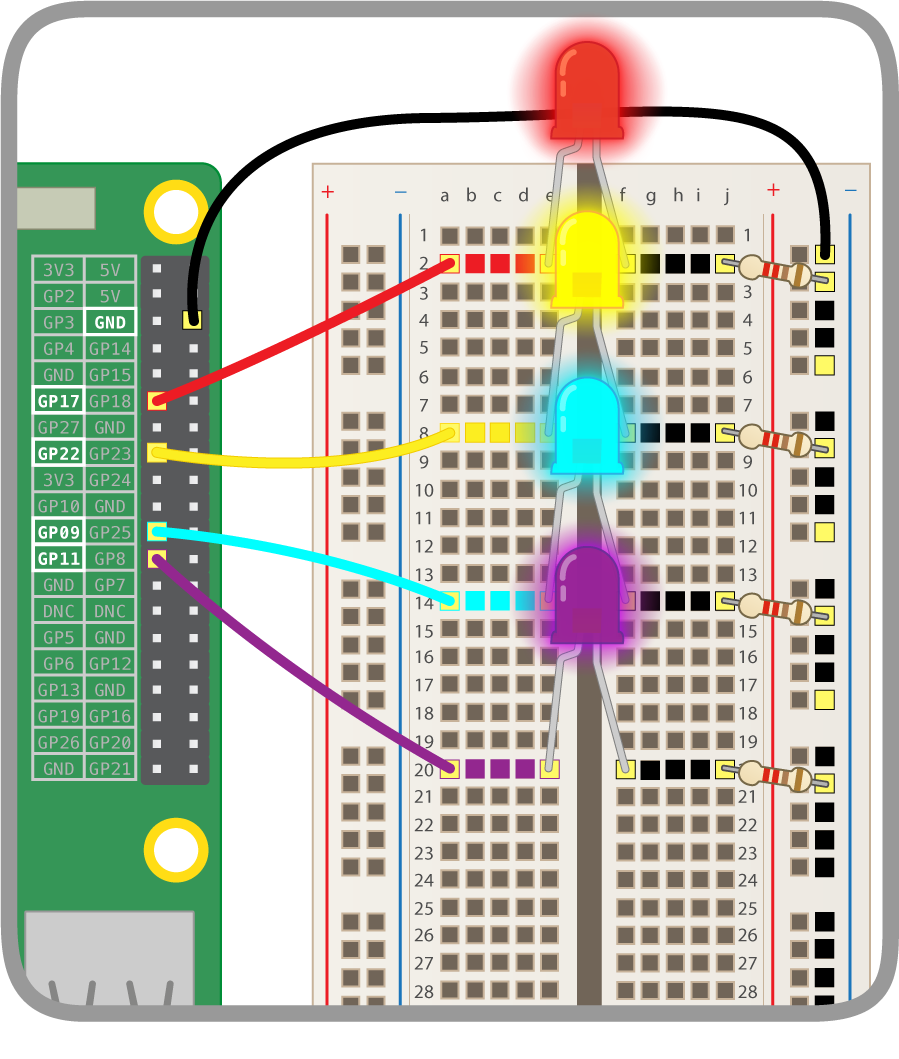 + − a b c d e f g h i j + −
1 1
2
3 3
4 4
5 5
6 6
7 7
8
9 9
10 10
11 11
12 12
13 13
14
15 15
16 16
17 17
18 18
19 19
20
21 21
22 22
23 23
24 24
25 25
26 26
27 27
28 28
3V3 5V
GP2 5V
GP3 GND
GP4 GP14
GND GP15
GP17 GP18
GP27 GND
GP22 GP23
3V3 GP24
GP10 GND
GP09 GP25
GP11 GP8
GND GP7
DNC DNC
GP5 GND
GP6 GP12
GP13 GND
GP19 GP16
GP26 GP20
GND GP21